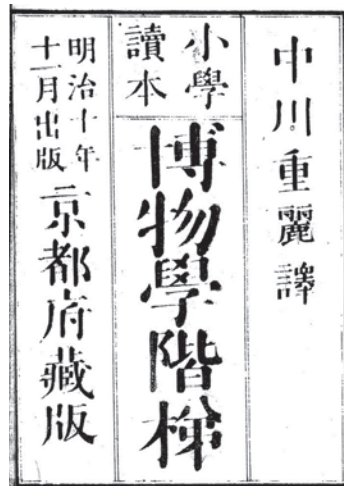 中川重麗譯
小學
讀本
博物學階梯
明治十年
十一月出版
京都府藏版